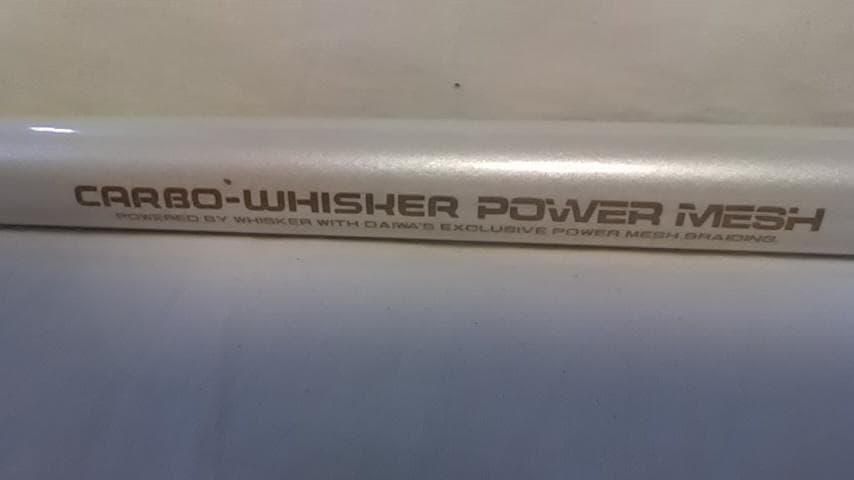 CARBO-WHISKER POWER MESH
POWERED BY WHISKER WITH DAIWA'S EXCLUSIVE POWER MESH BRAIDING.